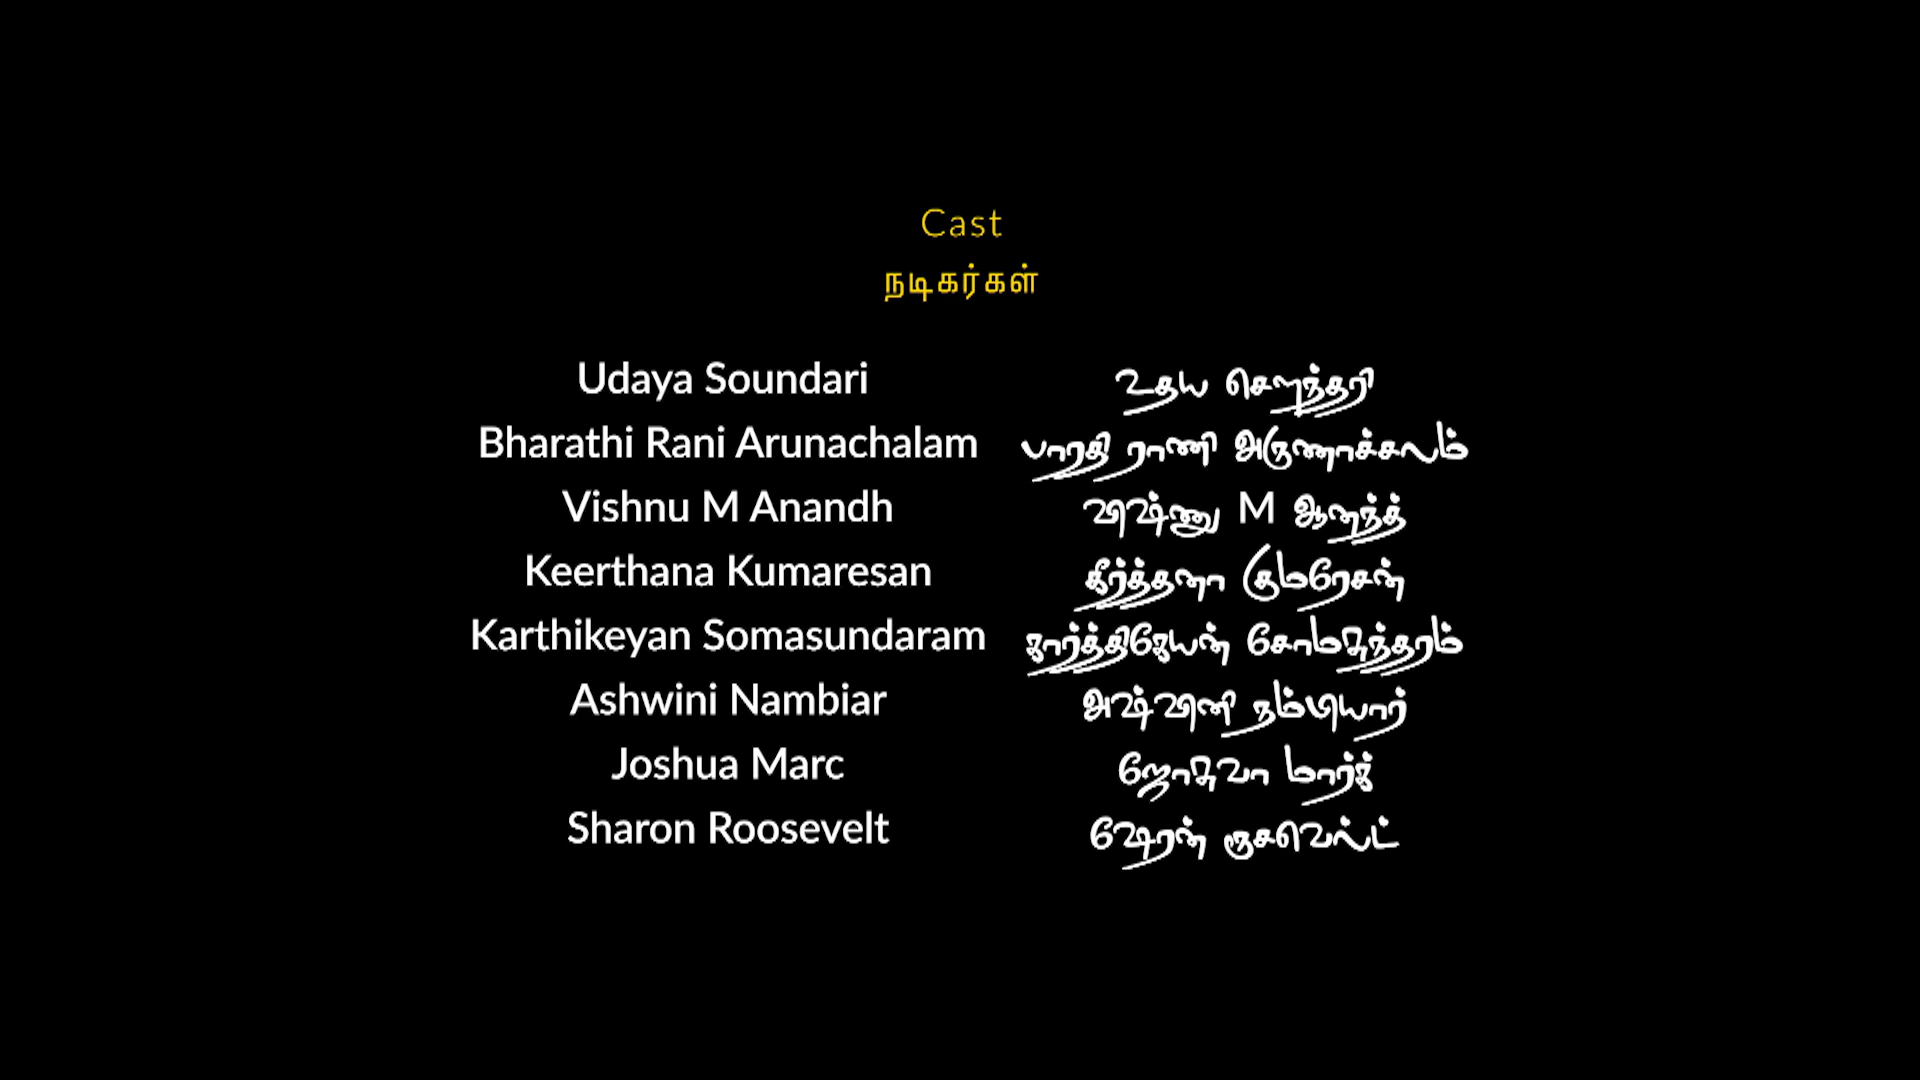 Cast
நடிகர்கள்
Udaya Soundari உதய சௌந்தரி
Bharathi Rani Arunachalam பாரதி ராணி அருணாச்சலம்
Vishnu M Anandh விஷ்ணு M ஆனந்த்
Keerthana Kumaresan கீர்த்தனா குமரேசன்
Karthikeyan Somasundaram கார்த்திகேயன் சோமசுந்தரம்
Ashwini Nambiar அஷ்வினி நம்பியார்
Joshua Marc ஜோசுவா மார்க்
Sharon Roosevelt ஷேரன் ரூசவெல்ட்